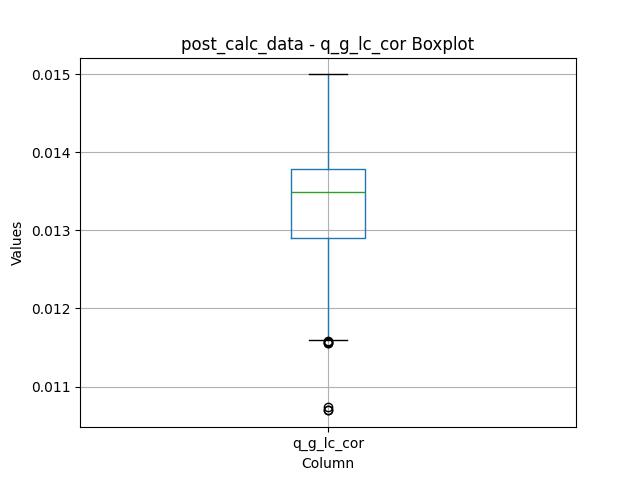 post_calc_data - q_g_lc_cor Boxplot
0.015
0.014
0.013
0.012
0.011
Values
q_g_lc_cor
Column